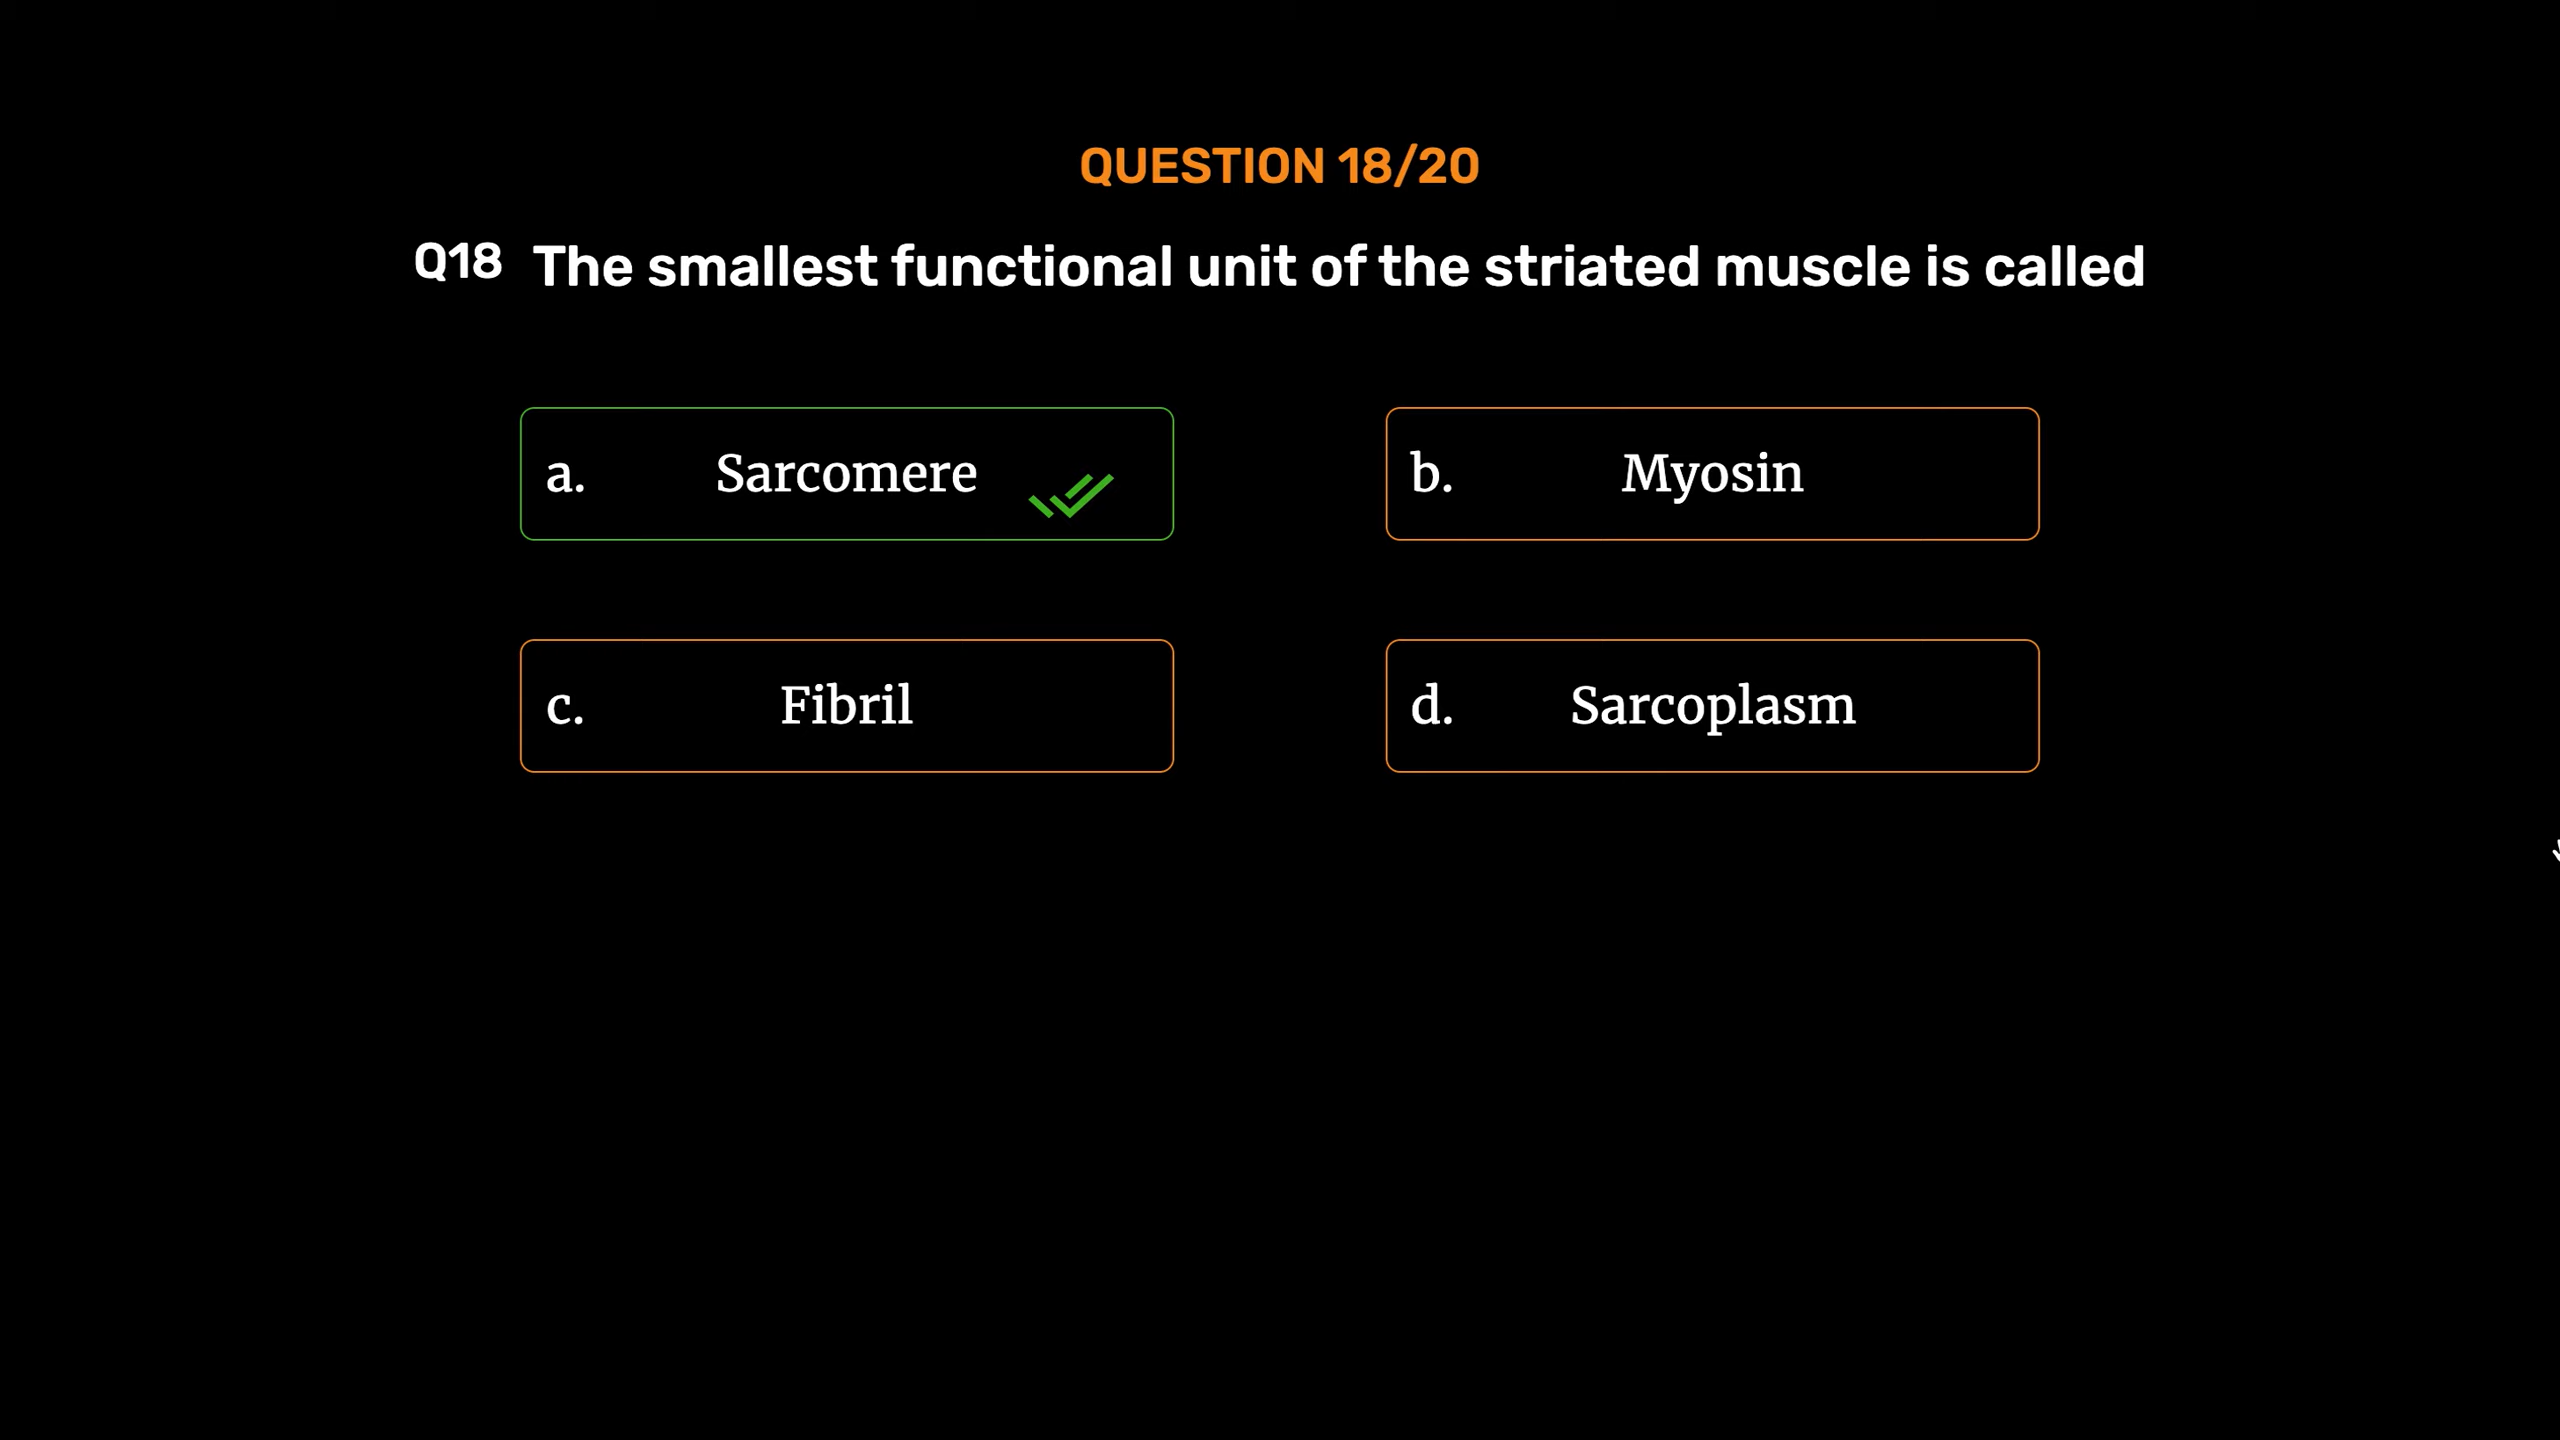 QUESTION 18/20
Q18 The smallest functional unit of the striated muscle is called
a. Sarcomere
b. Myosin
c. Fibril
d. Sarcoplasm